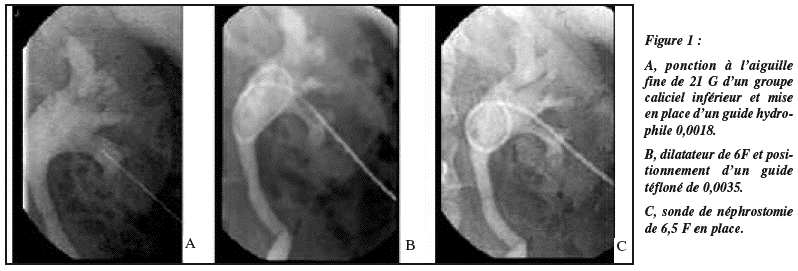 A
B
C
Figure 1 :
A, ponction à l'aiguille
fine de 21 G d'un groupe
caliciel inférieur et mise
en place d'un guide hydro-
phile 0,0018.
B, dilatateur de 6F et posi-
tionnement d'un guide
téfloné de 0,0035.
C, sonde de néphrostomie
de 6,5 F en place.